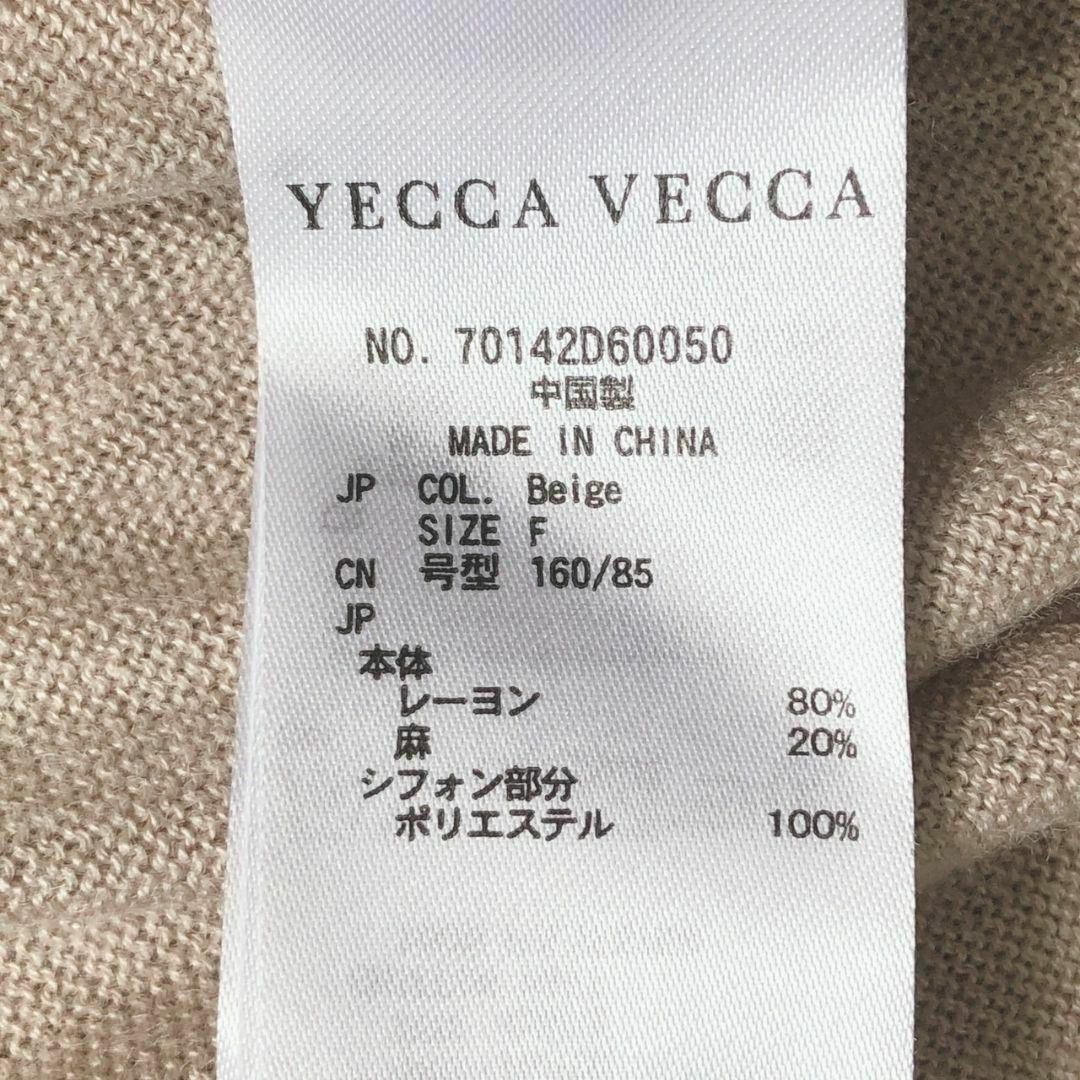 YECCA VECCA
NO. 70142D60050
中国製
MADE IN CHINA
JP COL. Beige
SIZE F
CN 号型 160/85
JP
本体
レーヨン 80%
麻 20%
シフォン部分
ポリエステル 100%